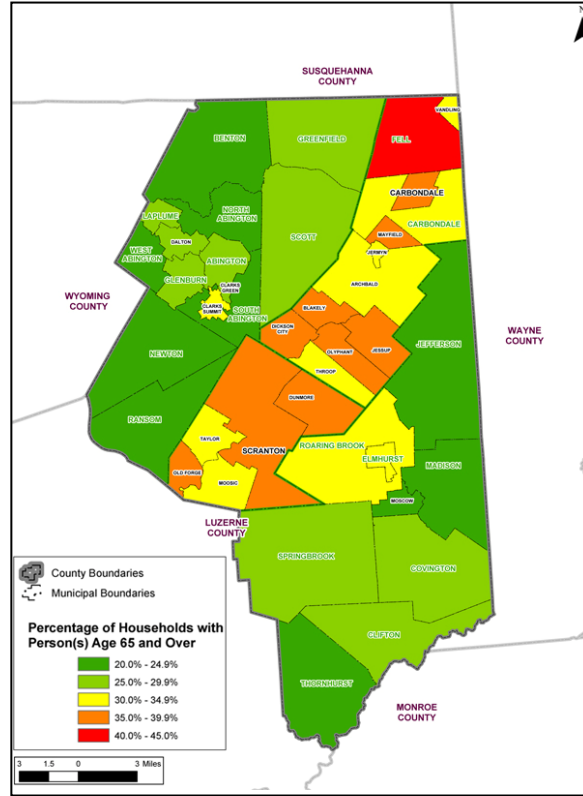 N
SUSQUEHANNA
COUNTY
VANDLING
BENTON
GREENFIELD
FELL
CARBONDALE
LAPLUME
NORTH
ABINGTON
CARBONDALE
DALTON
SCOTT
MAYFIELD
WEST
ABINGTON
ABINGTON
JERMYN
GLENBURN
CLARKS
GREEN
ARCHBALD
WYOMING
COUNTY
CLARKS
SUMMIT
SOUTH
ABINGTON
BLAKELY
DICKSON
CITY
WAYNE
COUNTY
JEFFERSON
OLYPHANT
JESSUP
NEWTON
THROOP
DUNMORE
RANSOM
TAYLOR
SCRANTON
ROARING BROOK
ELMHURST
OLD FORGE
MADISON
MOOSIC
MOSCOW
LUZERNE
COUNTY
SPRINGBROOK
COVINGTON
CLIFTON
THORNHURST
MONROE
COUNTY
County Boundaries
Municipal Boundaries
Percentage of Households with
Person(s) Age 65 and Over
20.0% - 24.9%
25.0% - 29.9%
30.0% - 34.9%
35.0% - 39.9%
40.0% - 45.0%
3 1.5 0 3 Miles